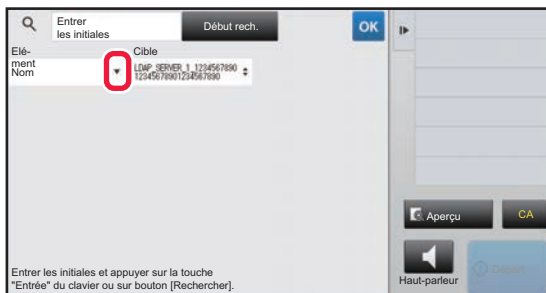 Entrer
les initiales
Début rech.
OK
Elé-
ment
Cible
Nom
LDAP_SERVER_1_1234567890
12345678901234567890
Aperçu
CA
Haut-parleur
Départ
Entrer les initiales et appuyer sur la touche
"Entrée" du clavier ou sur bouton [Rechercher].